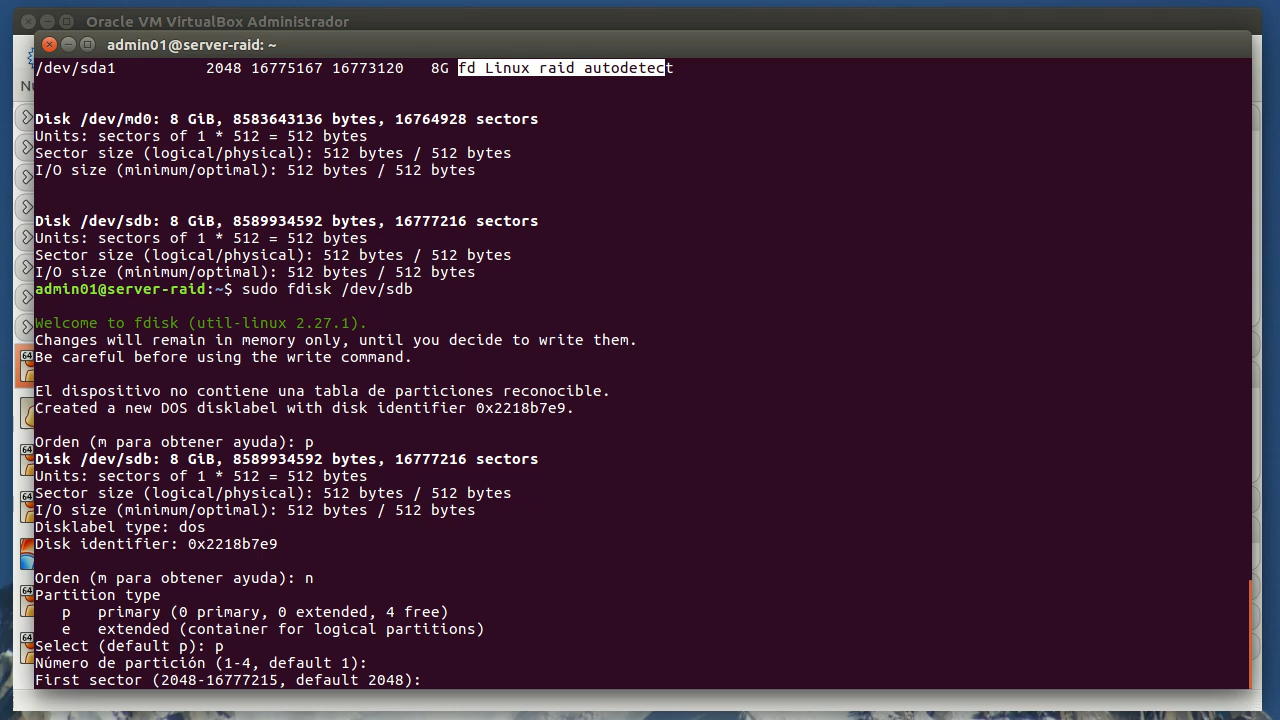 Oracle VM VirtualBox Administrador
admin01@server-raid: ~
/dev/sda1 2048 16775167 16773120 8G fd Linux raid autodetect
Disk /dev/md0: 8 GiB, 8583643136 bytes, 16764928 sectors
Units: sectors of 1 * 512 = 512 bytes
Sector size (logical/physical): 512 bytes / 512 bytes
I/O size (minimum/optimal): 512 bytes / 512 bytes
Disk /dev/sdb: 8 GiB, 8589934592 bytes, 16777216 sectors
Units: sectors of 1 * 512 = 512 bytes
Sector size (logical/physical): 512 bytes / 512 bytes
I/O size (minimum/optimal): 512 bytes / 512 bytes
admin01@server-raid:~$ sudo fdisk /dev/sdb
Welcome to fdisk (util-linux 2.27.1).
Changes will remain in memory only, until you decide to write them.
Be careful before using the write command.
El dispositivo no contiene una tabla de particiones reconocible.
Created a new DOS disklabel with disk identifier 0x2218b7e9.
Orden (m para obtener ayuda): p
Disk /dev/sdb: 8 GiB, 8589934592 bytes, 16777216 sectors
Units: sectors of 1 * 512 = 512 bytes
Sector size (logical/physical): 512 bytes / 512 bytes
I/O size (minimum/optimal): 512 bytes / 512 bytes
Disklabel type: dos
Disk identifier: 0x2218b7e9
Orden (m para obtener ayuda): n
Partition type
p primary (0 primary, 0 extended, 4 free)
e extended (container for logical partitions)
Select (default p): p
Número de partición (1-4, default 1):
First sector (2048-16777215, default 2048):